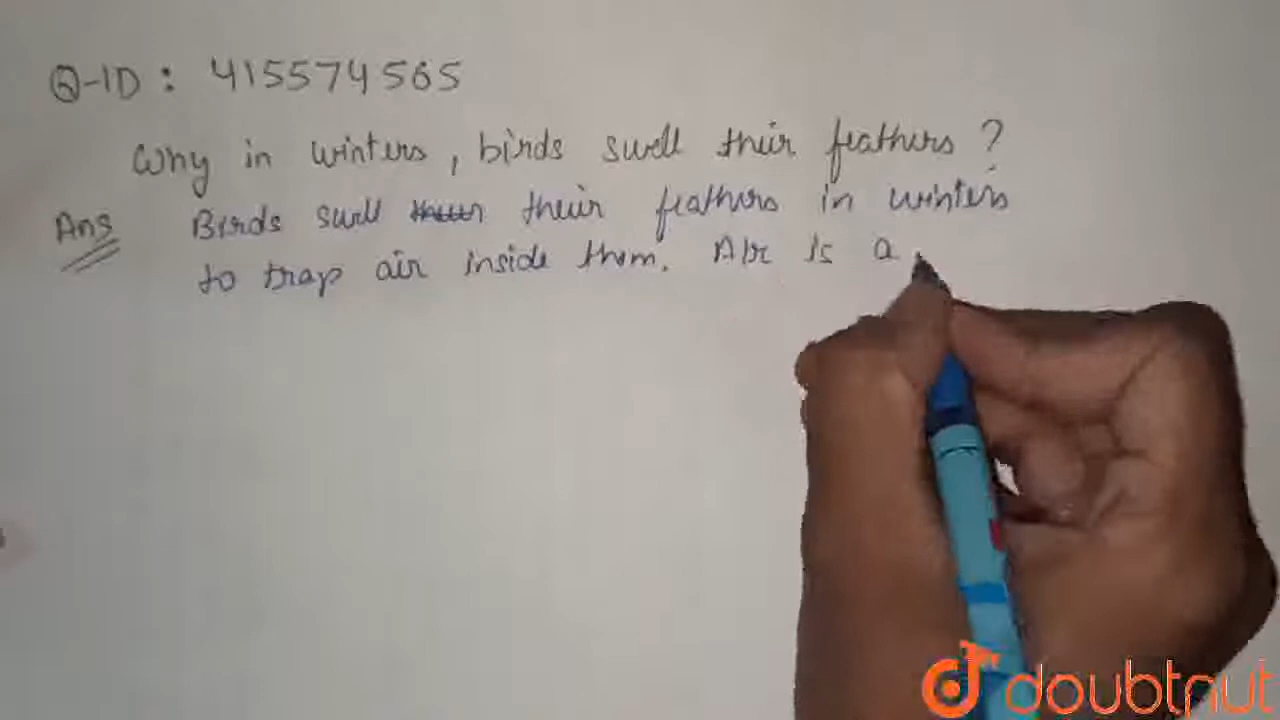 Q-ID : 415574565
Why in winters, birds swell their feathers ?
Ans Birds swell their feathers in winters
to trap air inside them. Air is a
doubtnut